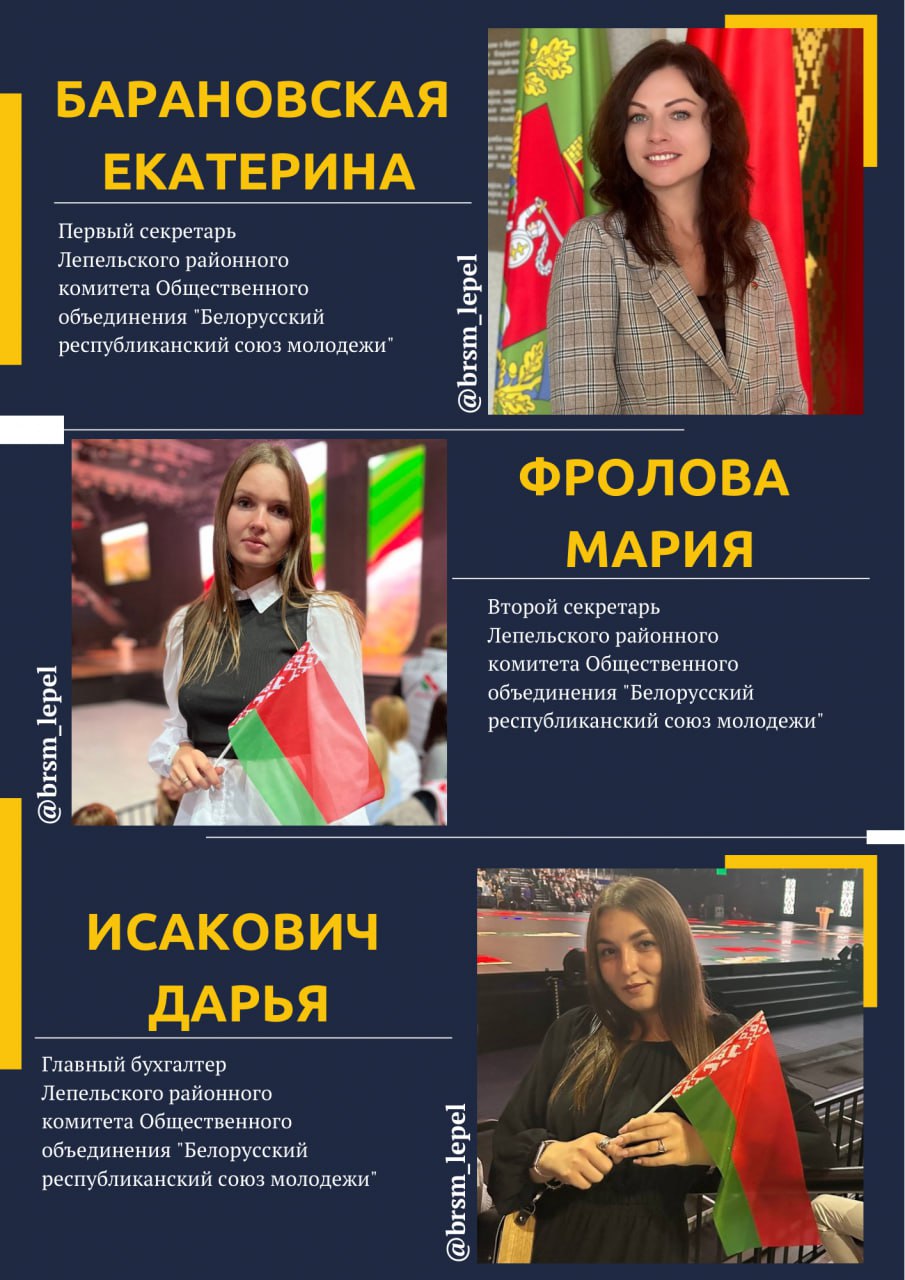 БАРАНОВСКАЯ
ЕКАТЕРИНА
Первый секретарь
Лепельского районного
комитета Общественного
объединения "Белорусский
республиканский союз молодежи"
@brsm_lepel
ФРОЛОВА
МАРИЯ
Второй секретарь
Лепельского районного
комитета Общественного
объединения "Белорусский
республиканский союз молодежи"
@brsm_lepel
ИСАКОВИЧ
ДАРЬЯ
Главный бухгалтер
Лепельского районного
комитета Общественного
объединения "Белорусский
республиканский союз молодежи"
@brsm_lepel